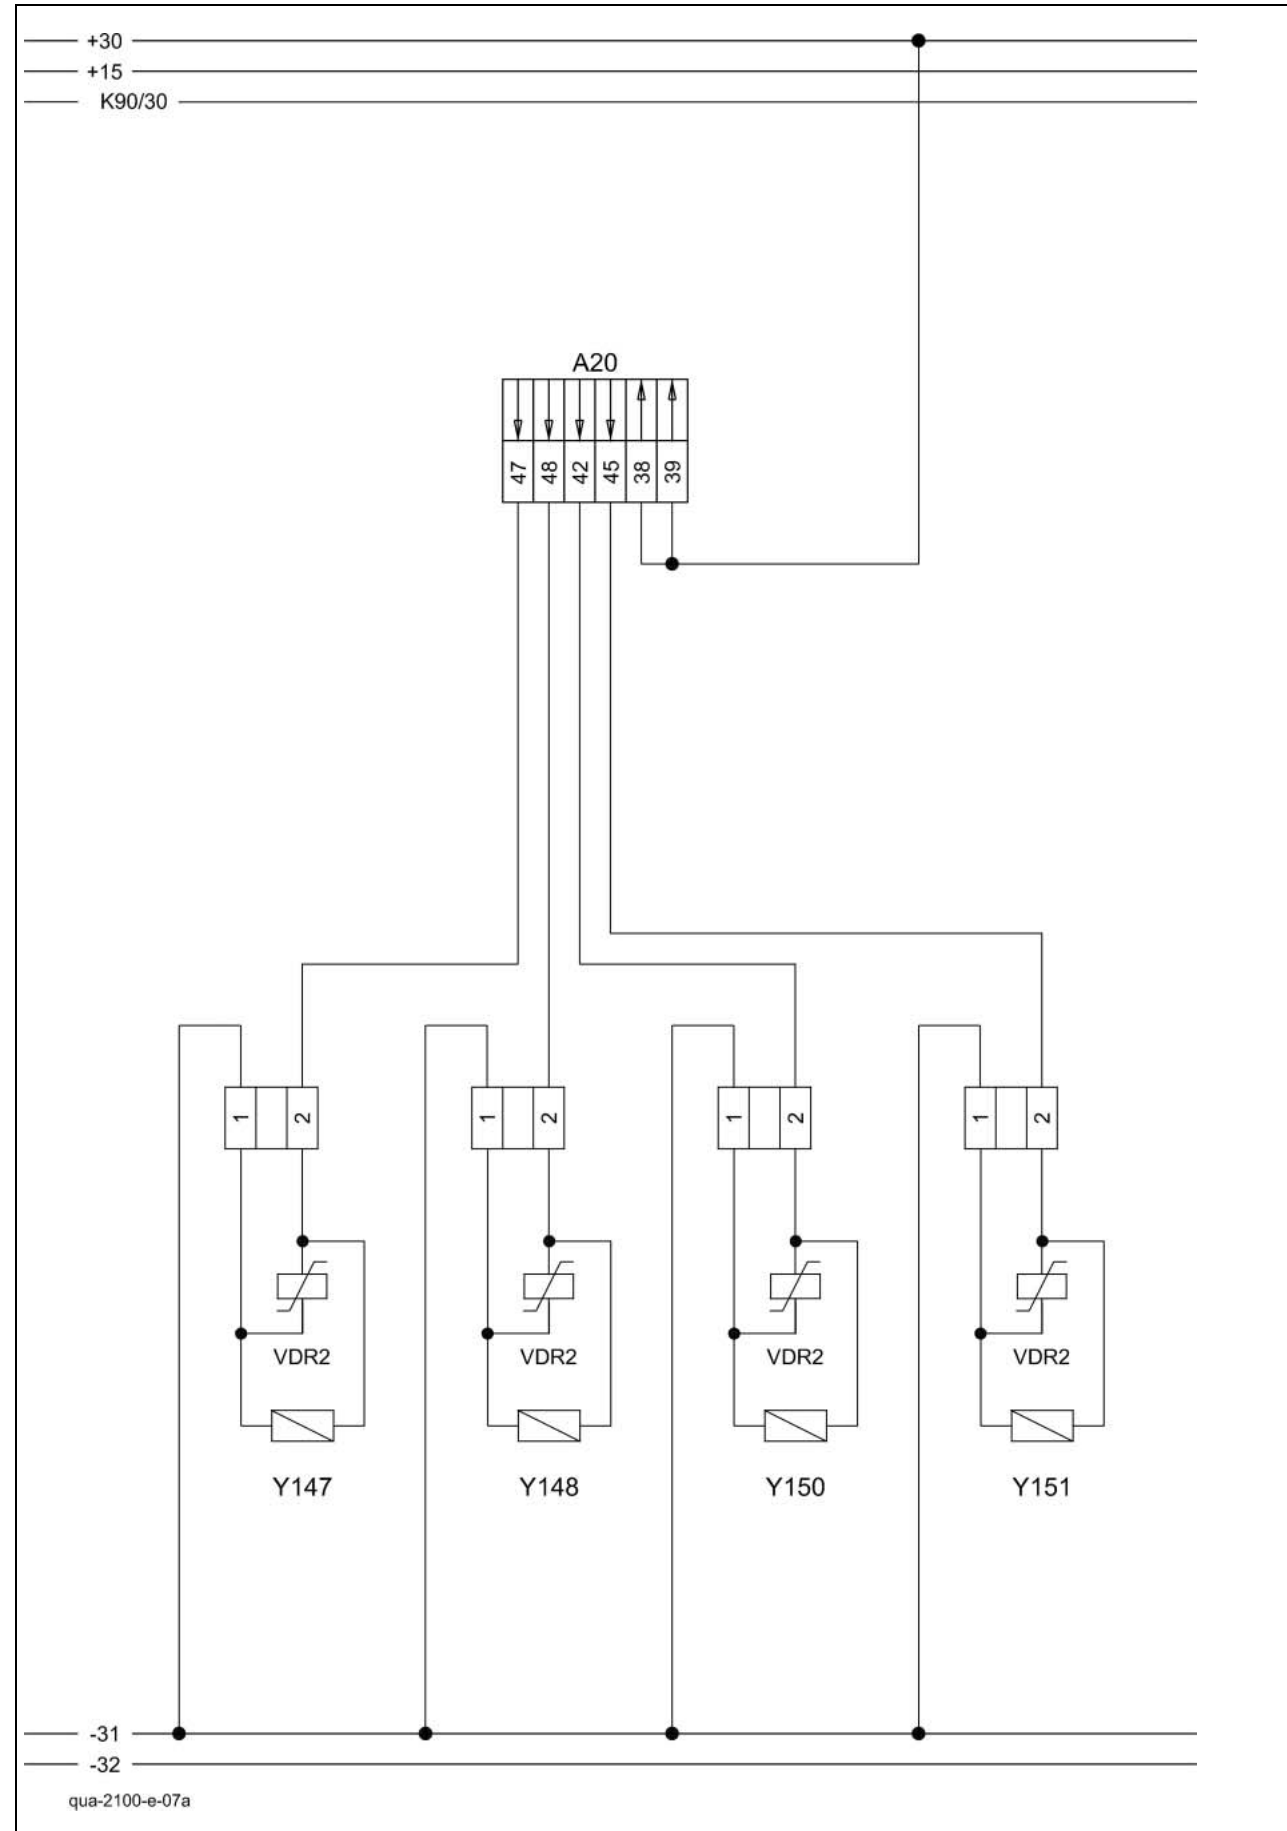 +30
+15
K90/30
A20
47 48 42 45 38 39
1 2 1 2 1 2 1 2
VDR2 VDR2 VDR2 VDR2
Y147 Y148 Y150 Y151
-31
-32
qua-2100-e-07a